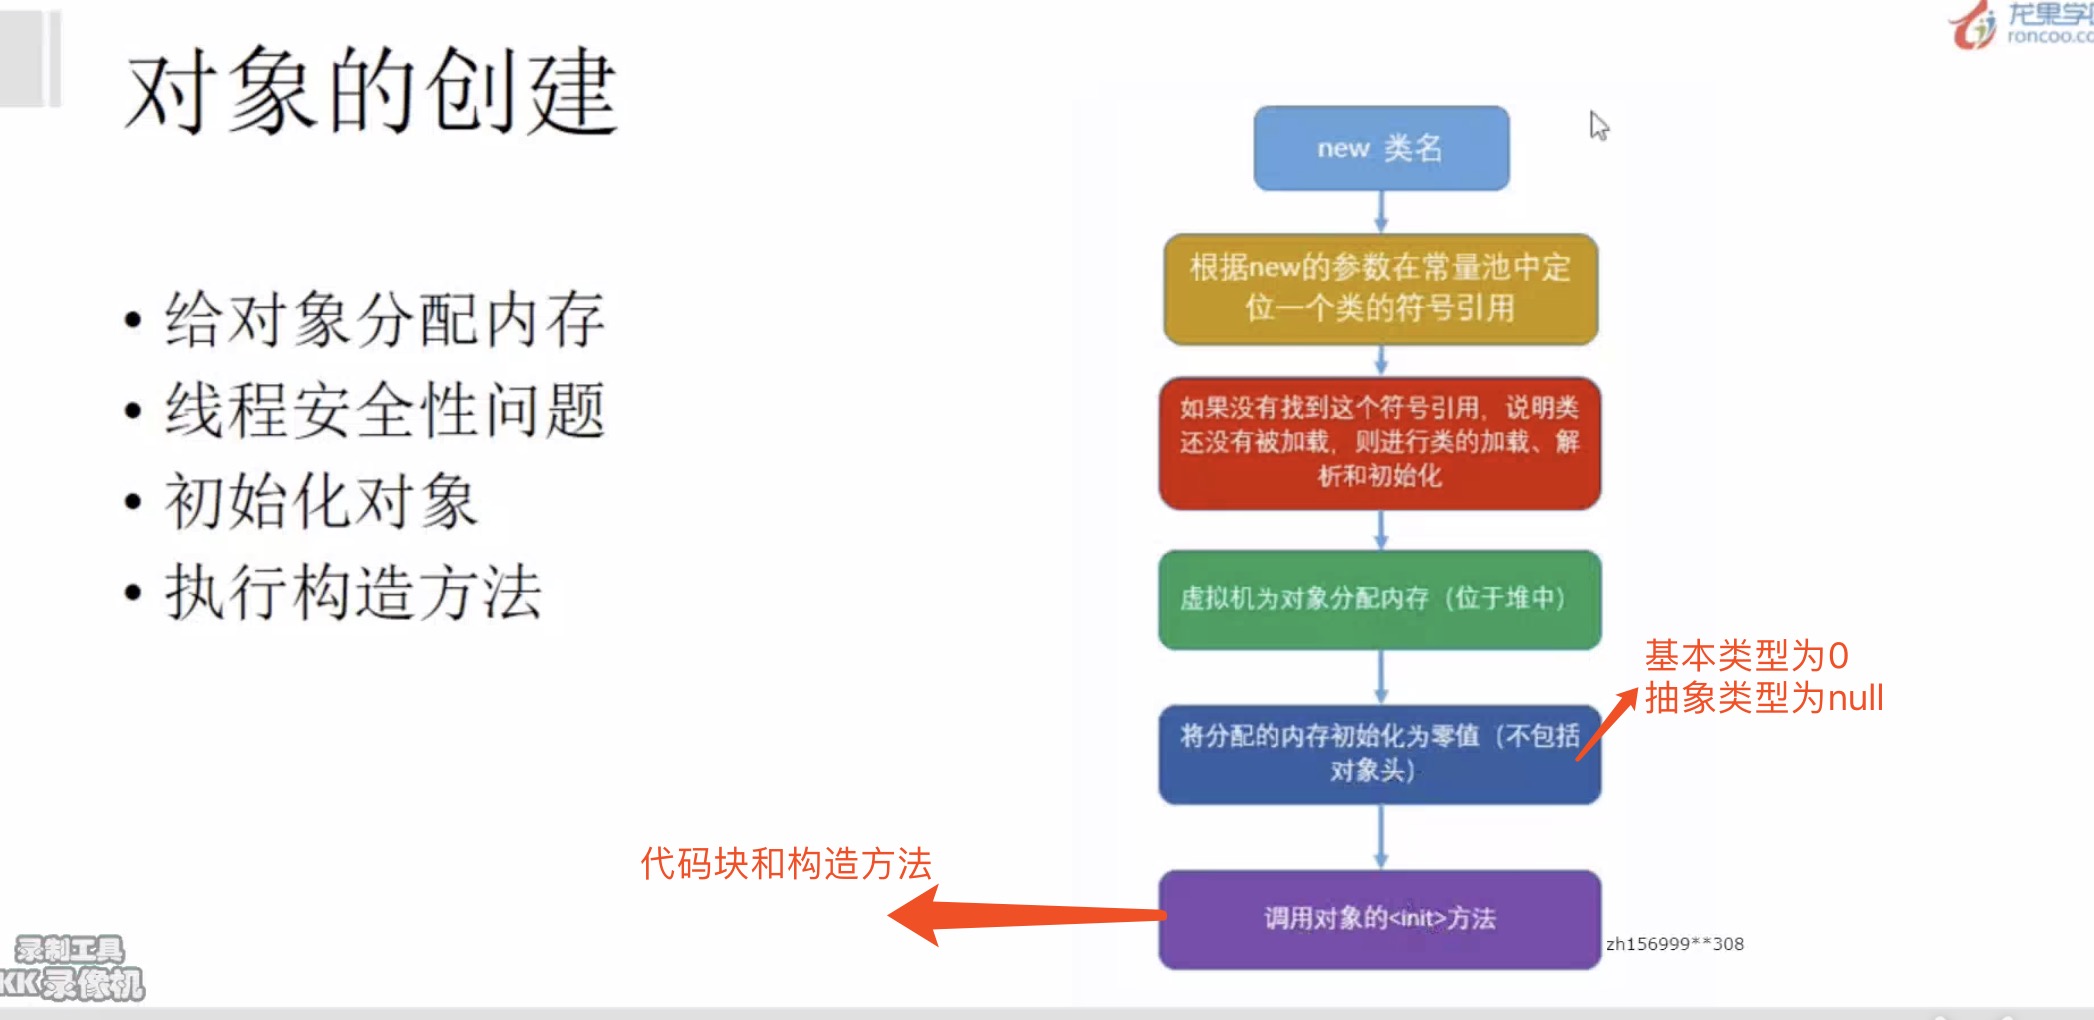 对象的创建
• 给对象分配内存
• 线程安全性问题
• 初始化对象
• 执行构造方法
new 类名
根据new的参数在常量池中定
位一个类的符号引用
如果没有找到这个符号引用，说明类
还没有被加载，则进行类的加载、解
析和初始化
虚拟机为对象分配内存（位于堆中）
将分配的内存初始化为零值（不包括
对象头）
调用对象的<init>方法
基本类型为0
抽象类型为null
代码块和构造方法
zh156999**308
录制工具
KK录像机
龙果学
roncoo.co